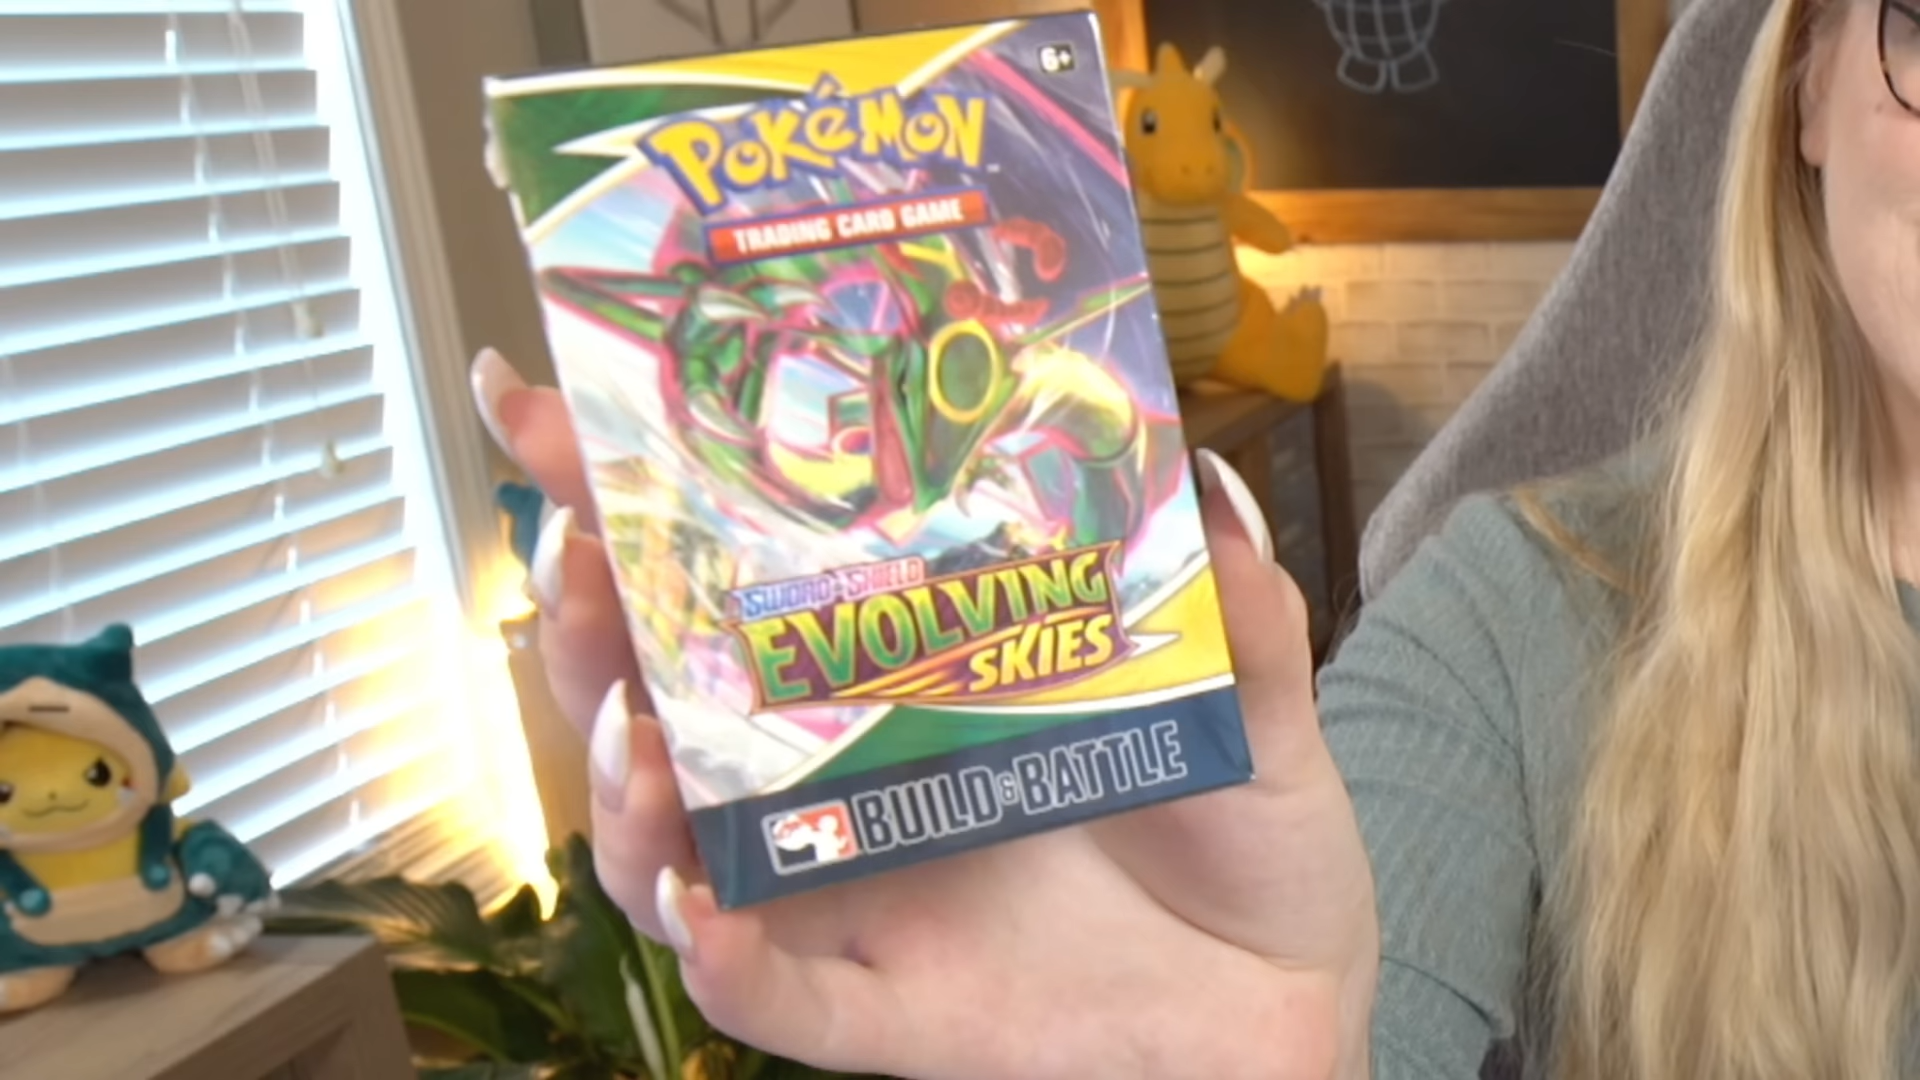 6+
POKéMON
TRADING CARD GAME
SWORD & SHIELD
EVOLVING
SKIES
BUILD & BATTLE